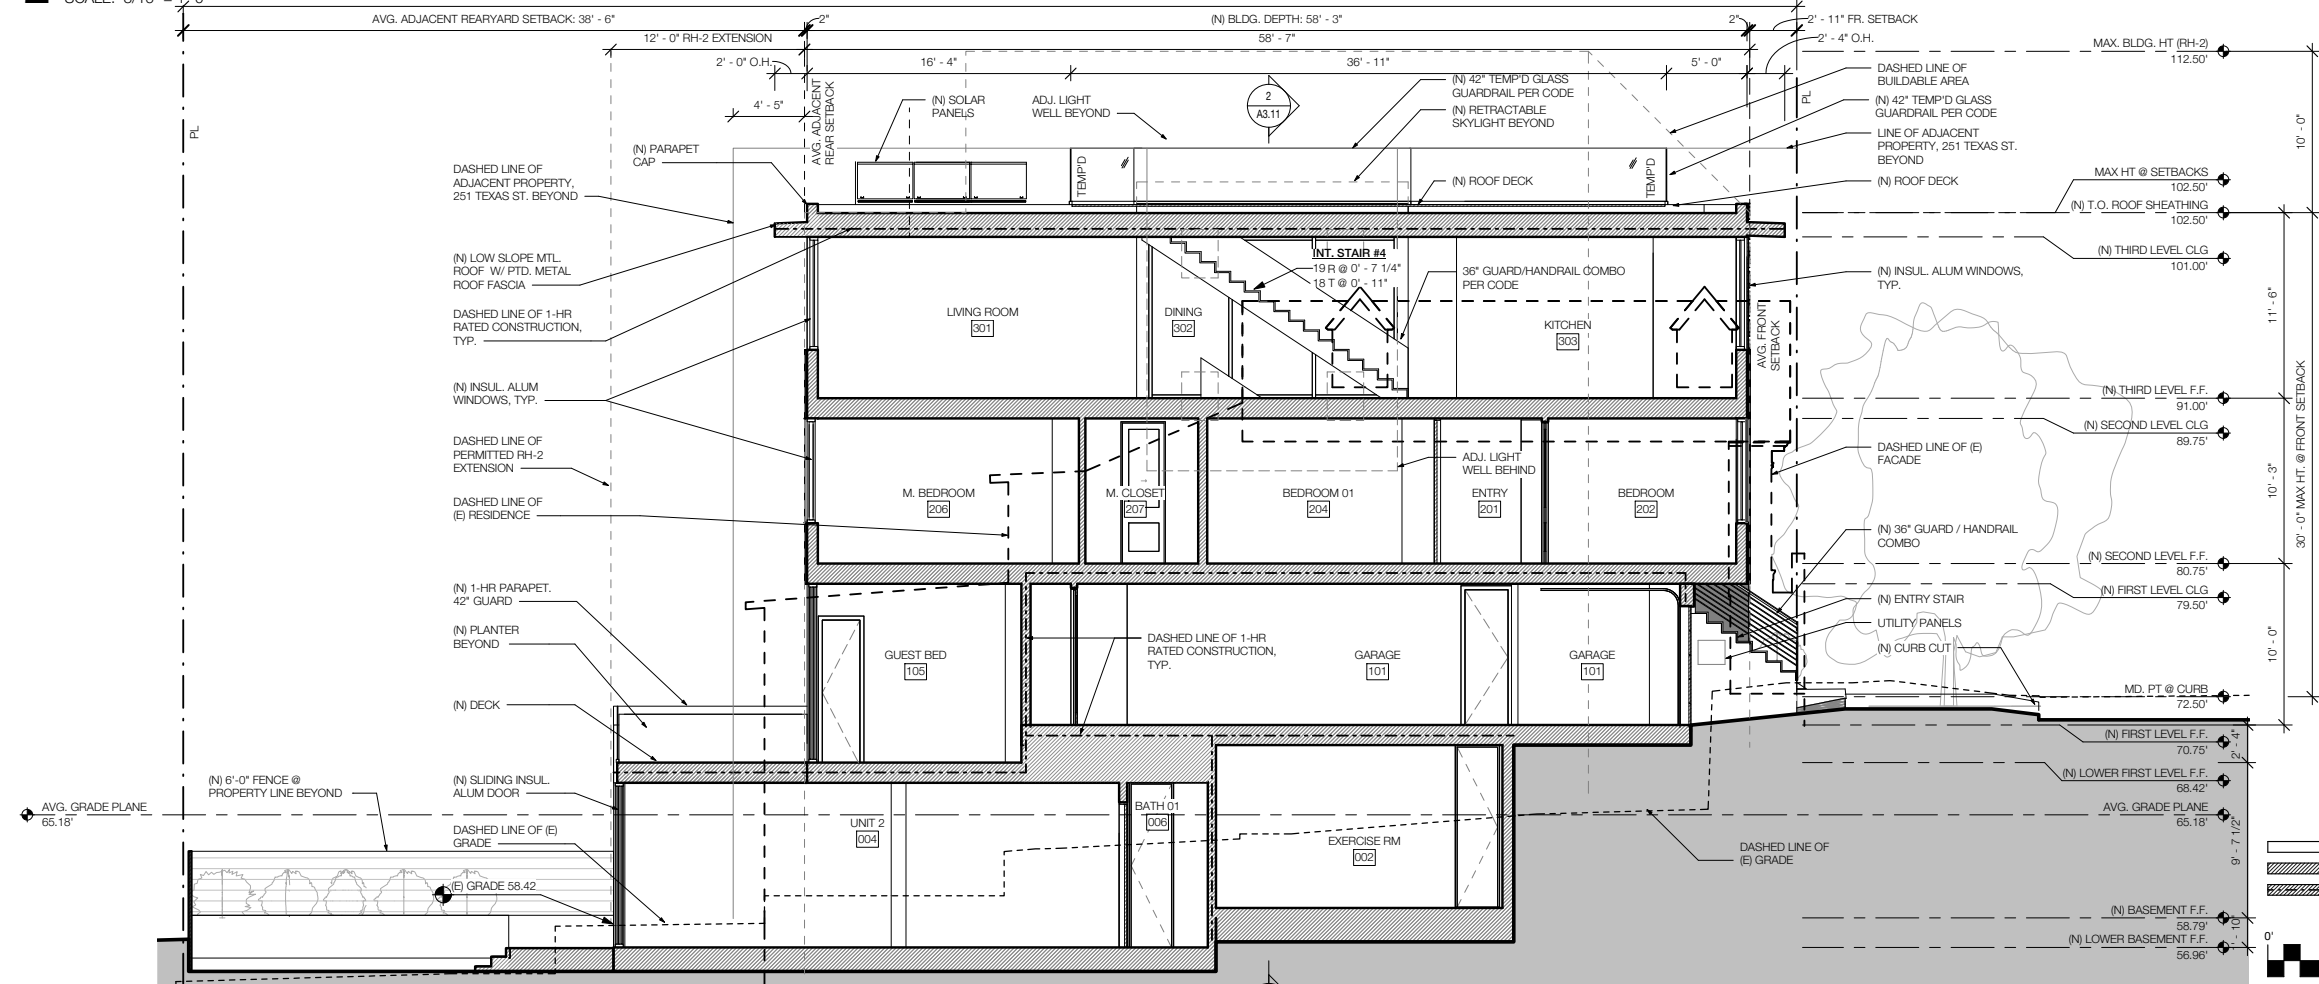 AVG. ADJACENT REARYARD SETBACK: 38' - 6"
2"
(N) BLDG. DEPTH: 58' - 3"
2"
2' - 11" FR. SETBACK
12' - 0" RH-2 EXTENSION
58' - 7"
2' - 4" O.H.
MAX. BLDG. HT (RH-2)
112.50'
2' - 0" O.H.
16' - 4"
36' - 11"
5' - 0"
DASHED LINE OF
BUILDABLE AREA
4' - 5"
AVG. ADJACENT
REAR SETBACK
(N) SOLAR
PANELS
ADJ. LIGHT
WELL BEYOND
2
A3.11
(N) 42" TEMP'D GLASS
GUARDRAIL PER CODE
(N) RETRACTABLE
SKYLIGHT BEYOND
PL
(N) 42" TEMP'D GLASS
GUARDRAIL PER CODE
PL
10' - 0"
LINE OF ADJACENT
PROPERTY, 251 TEXAS ST.
BEYOND
(N) PARAPET
CAP
DASHED LINE OF
ADJACENT PROPERTY,
251 TEXAS ST. BEYOND
TEMP'D
(N) ROOF DECK
TEMP'D
(N) ROOF DECK
MAX HT @ SETBACKS
102.50'
(N) T.O. ROOF SHEATHING
102.50'
(N) LOW SLOPE MTL.
ROOF W/ PTD. METAL
ROOF FASCIA
INT. STAIR #4
19 R @ 0' - 7 1/4"
18 T @ 0' - 11"
36" GUARD/HANDRAIL COMBO
PER CODE
(N) INSUL. ALUM WINDOWS,
TYP.
(N) THIRD LEVEL CLG
101.00'
DASHED LINE OF 1-HR
RATED CONSTRUCTION,
TYP.
LIVING ROOM
301
DINING
302
KITCHEN
303
AVG. FRONT
SETBACK
11' - 6"
(N) INSUL. ALUM
WINDOWS, TYP.
(N) THIRD LEVEL F.F.
91.00'
(N) SECOND LEVEL CLG
89.75'
30' - 0" MAX HT. @ FRONT SETBACK
DASHED LINE OF
PERMITTED RH-2
EXTENSION
ADJ. LIGHT
WELL BEHIND
DASHED LINE OF (E)
FACADE
10' - 3"
DASHED LINE OF
(E) RESIDENCE
M. BEDROOM
206
M. CLOSET
207
BEDROOM 01
204
ENTRY
201
BEDROOM
202
(N) 36" GUARD / HANDRAIL
COMBO
(N) SECOND LEVEL F.F.
80.75'
(N) 1-HR PARAPET.
42" GUARD
(N) FIRST LEVEL CLG
79.50'
(N) ENTRY STAIR
UTILITY PANELS
(N) CURB CUT
(N) PLANTER
BEYOND
GUEST BED
105
DASHED LINE OF 1-HR
RATED CONSTRUCTION,
TYP.
GARAGE
101
GARAGE
101
10' - 0"
(N) DECK
MD. PT @ CURB
72.50'
(N) FIRST LEVEL F.F.
70.75'
2' - 4"
(N) 6'-0" FENCE @
PROPERTY LINE BEYOND
(N) SLIDING INSUL.
ALUM DOOR
(N) LOWER FIRST LEVEL F.F.
68.42'
AVG. GRADE PLANE
65.18'
DASHED LINE OF (E)
GRADE
UNIT 2
004
BATH 01
006
EXERCISE RM
002
DASHED LINE OF
(E) GRADE
AVG. GRADE PLANE
65.18'
9' - 7 1/2"
(E) GRADE 58.42
(N) BASEMENT F.F.
58.79'
(N) LOWER BASEMENT F.F.
56.96'
1' - 10"
0'